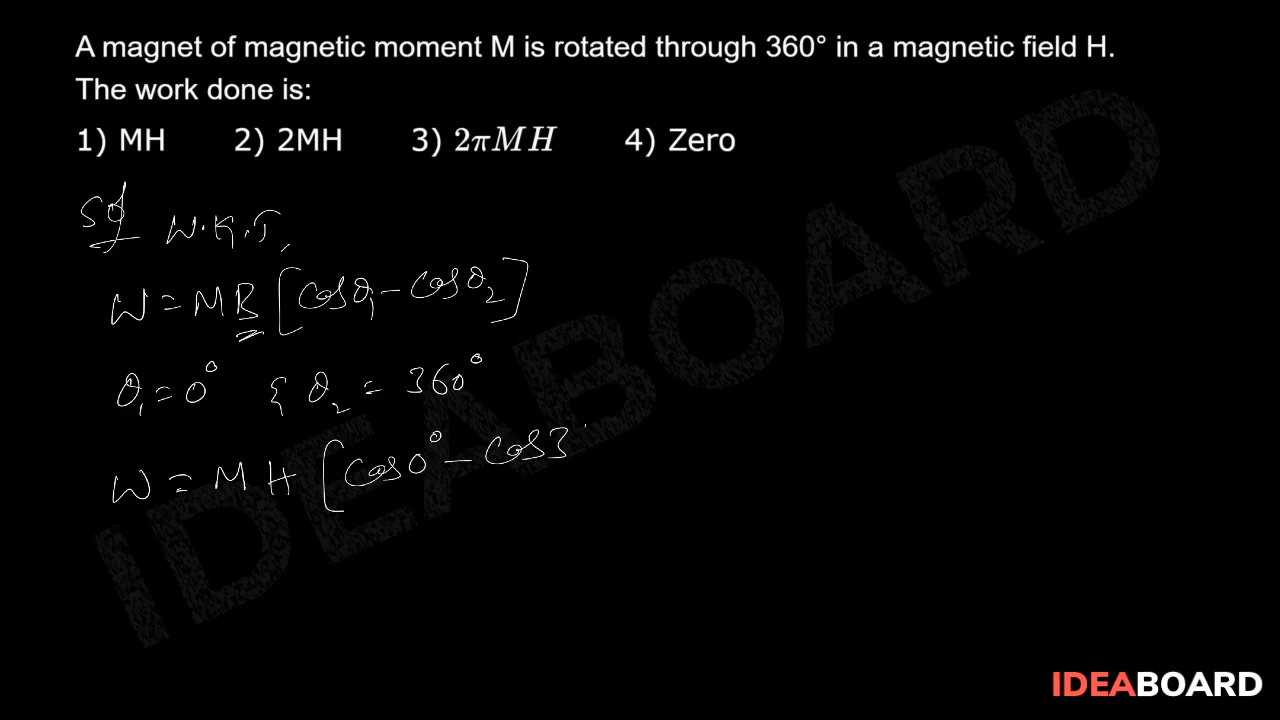 A magnet of magnetic moment M is rotated through 360° in a magnetic field H.
The work done is:
1) MH 2) 2MH 3) 2πMH 4) Zero
Sol W.K.T,
W = MB [Cosθ₁ - Cosθ₂]
θ₁ = 0° & θ₂ = 360°
W = MH [Cos0° - Cos3
IDEABOARD
IDEABOARD